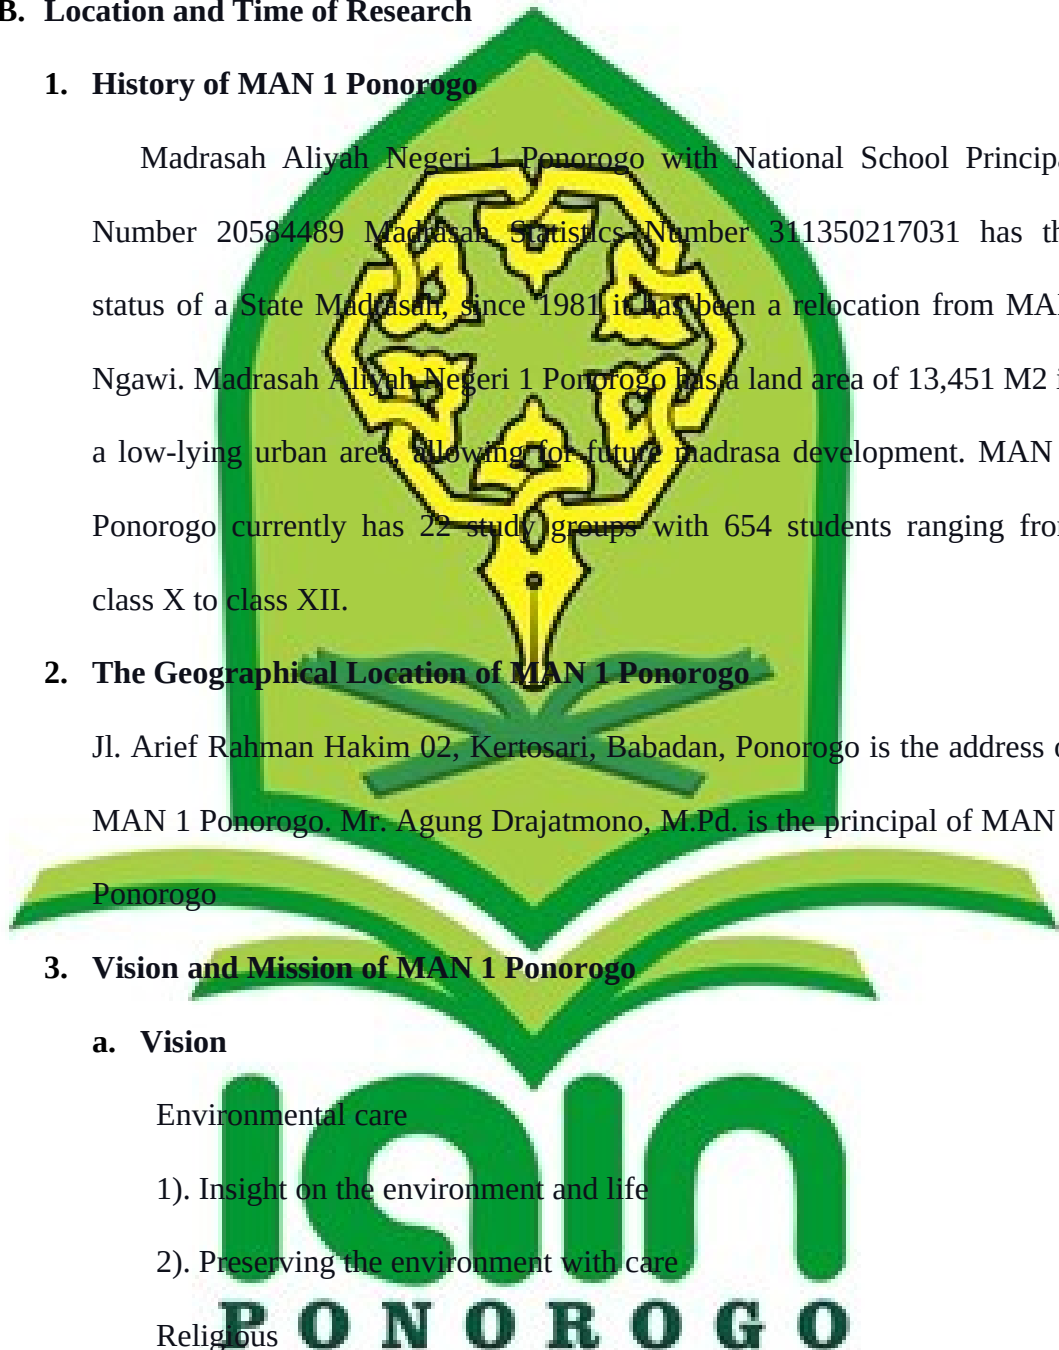 B. Location and Time of Research
1. History of MAN 1 Ponorogo
Madrasah Aliyah Negeri 1 Ponorogo with National School Principa
Number 20584489 Madrasah Statistics Number 311350217031 has th
status of a State Madrasah, since 1981 it has been a relocation from MA
Ngawi. Madrasah Aliyah Negeri 1 Ponorogo has a land area of 13,451 M2 i
a low-lying urban area, allowing for future madrasa development. MAN
Ponorogo currently has 22 study groups with 654 students ranging fro
class X to class XII.
2. The Geographical Location of MAN 1 Ponorogo
Jl. Arief Rahman Hakim 02, Kertosari, Babadan, Ponorogo is the address o
MAN 1 Ponorogo. Mr. Agung Drajatmono, M.Pd. is the principal of MAN
Ponorogo
3. Vision and Mission of MAN 1 Ponorogo
a. Vision
Environmental care
1). Insight on the environment and life
2). Preserving the environment with care
Religious
iain
PONOROGO